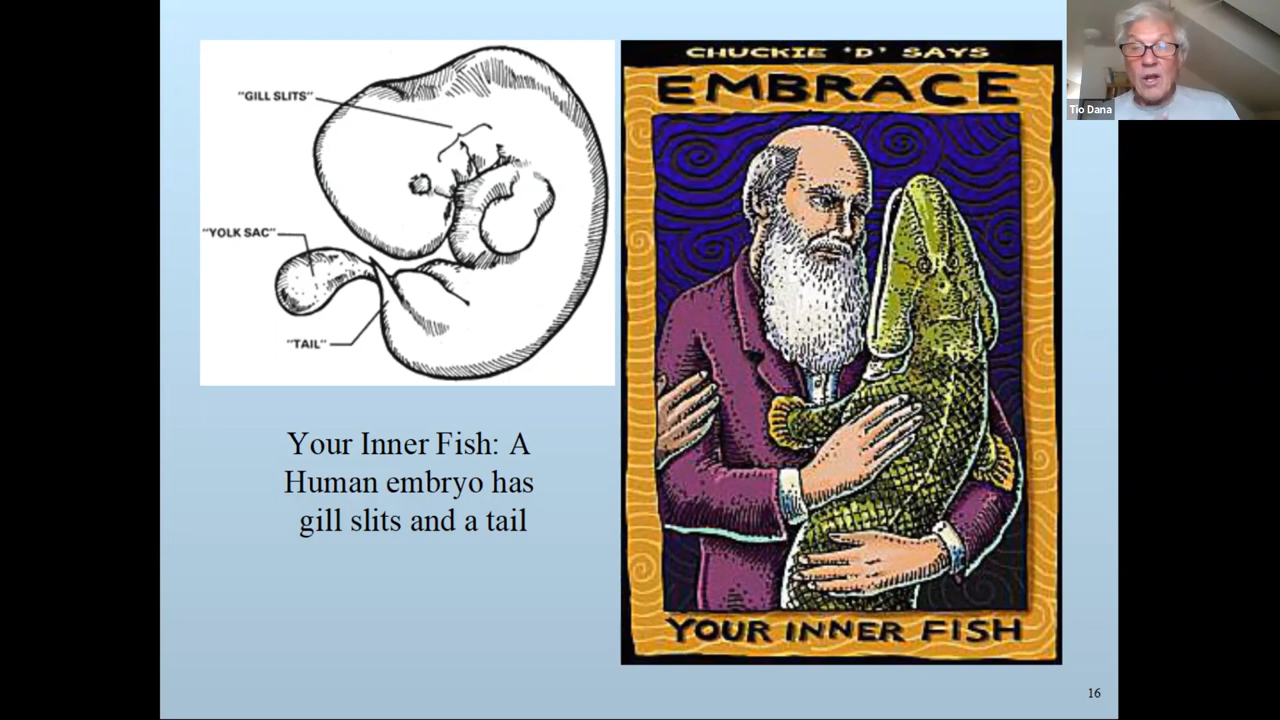 "GILL SLITS"
"YOLK SAC"
"TAIL"
Your Inner Fish: A
Human embryo has
gill slits and a tail
CHUCKIE 'D' SAYS
EMBRACE
YOUR INNER FISH
Tio Dana
16